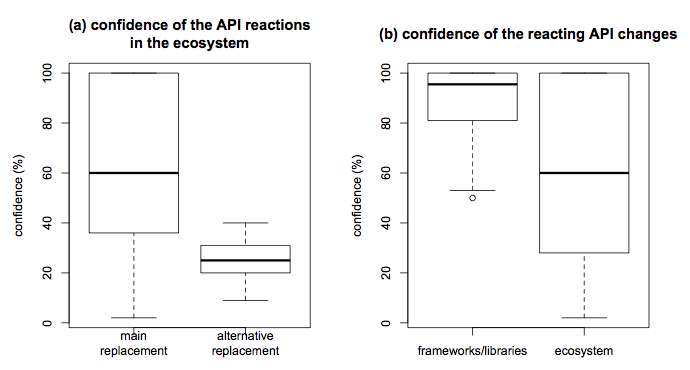 (a) confidence of the API reactions
in the ecosystem
confidence (%)
100
80
60
40
20
0
main
replacement
alternative
replacement
(b) confidence of the reacting API changes
confidence (%)
100
80
60
40
20
0
frameworks/libraries
ecosystem